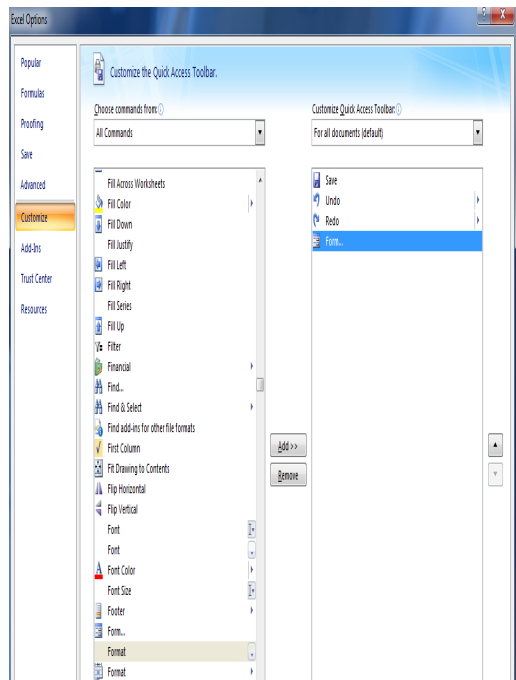 Excel Options
Popular
Formulas
Proofing
Save
Advanced
Customize
Add-Ins
Trust Center
Resources
Customize the Quick Access Toolbar.
Choose commands from:
All Commands
Fill Across Worksheets
Fill Color
Fill Down
Fill Justify
Fill Left
Fill Right
Fill Series
Fill Up
Filter
Financial
Find...
Find & Select
Find add-ins for other file formats
First Column
Fit Drawing to Contents
Flip Horizontal
Flip Vertical
Font
Font
Font Color
Font Size
Footer
Form...
Format
Format
Add >>
Remove
Customize Quick Access Toolbar:
For all documents (default)
Save
Undo
Redo
Form...